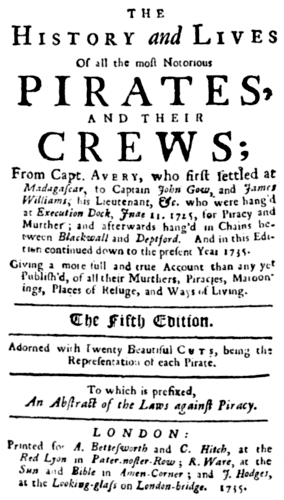 THE
HISTORY and LIVES
Of all the most Notorious
PIRATES,
AND THEIR
CREWS;
From Capt. AVERY, who first settled at
Madagascar, to Captain John Gow, and James
Williams, his Lieutenant, &c. who were hang'd
at Execution Dock, June 11. 1725, for Piracy and
Murther; and afterwards hang'd in Chains be-
tween Blackwall and Deptford. And in this Edi-
tion continued down to the present Year 1735.
Giving a more full and true Account than any yet
Publish'd, of all their Murthers, Piracies, Maroon-
ings, Places of Refuge, and Ways of Living.
The Fifth Edition.
Adorned with Twenty Beautiful CUTS, being the
Representation of each Pirate.
To which is prefixed,
An Abstract of the Laws against Piracy.
LONDON:
Printed for A. Bettesworth and C. Hitch, at the
Red Lyon in Pater-noster-Row; R. Ware, at the
Sun and Bible in Amen-Corner; and J. Hodges,
at the Looking-glass on London-bridge. 1735.